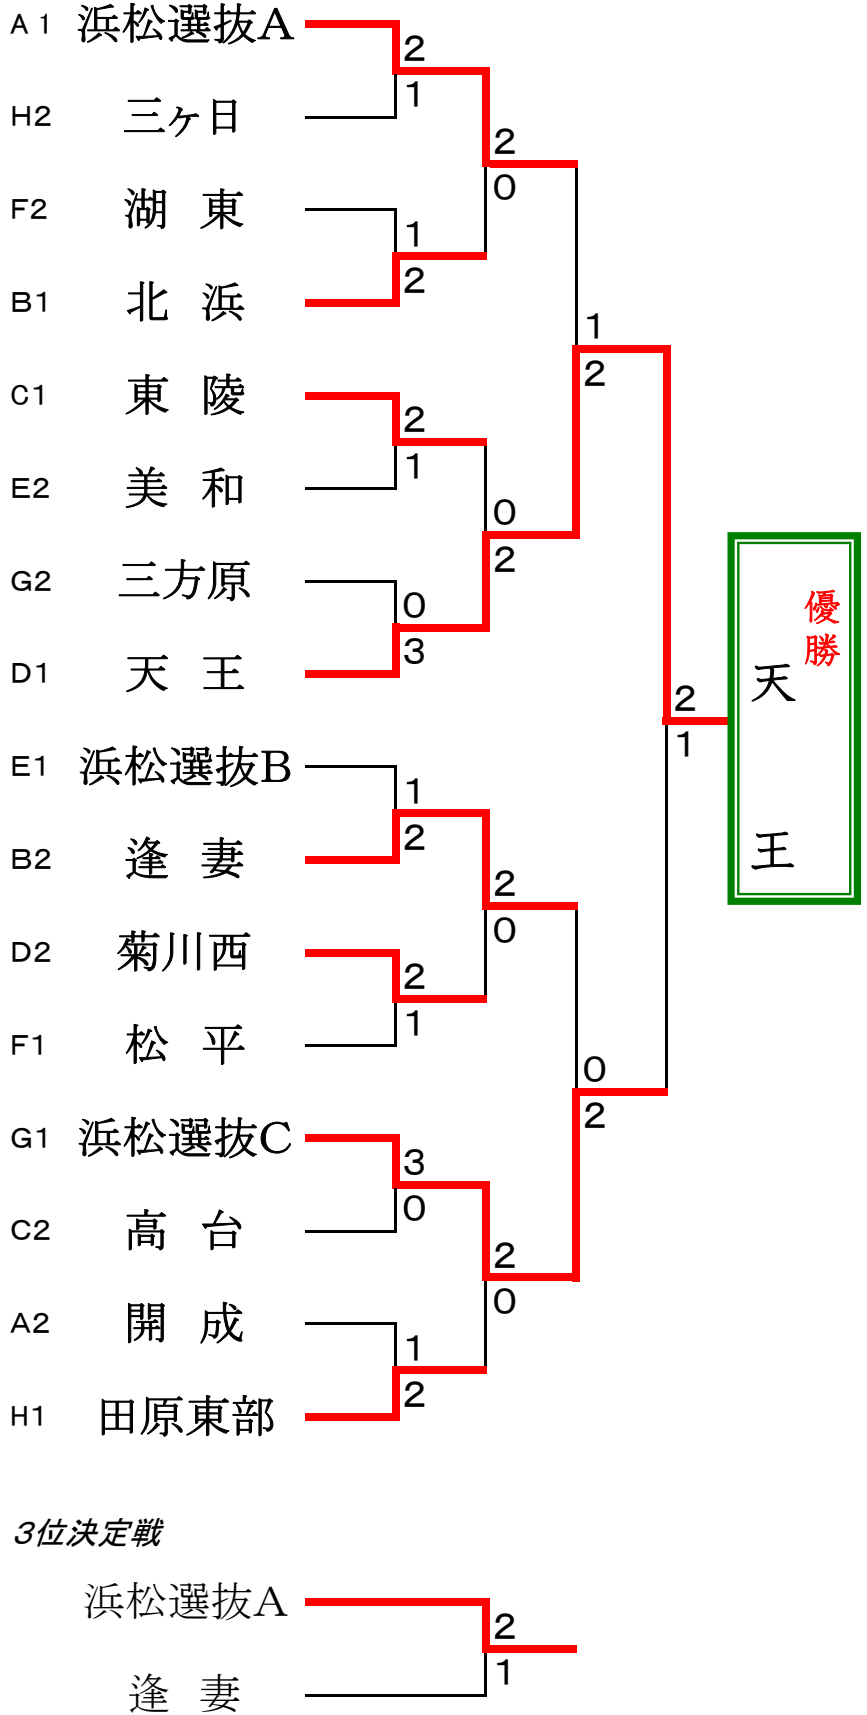 A1 浜松選抜A
2
1
H2 三ヶ日
2
0
F2 湖 東
1
2
B1 北 浜
1
2
C1 東 陵
2
1
E2 美 和
0
2
G2 三方原
0
3
D1 天 王
優勝
天 王
2
1
E1 浜松選抜B
1
2
B2 逢 妻
2
0
D2 菊川西
2
1
F1 松 平
0
2
G1 浜松選抜C
3
0
C2 高 台
2
0
A2 開 成
1
2
H1 田原東部
3位決定戦
浜松選抜A
2
1
逢 妻